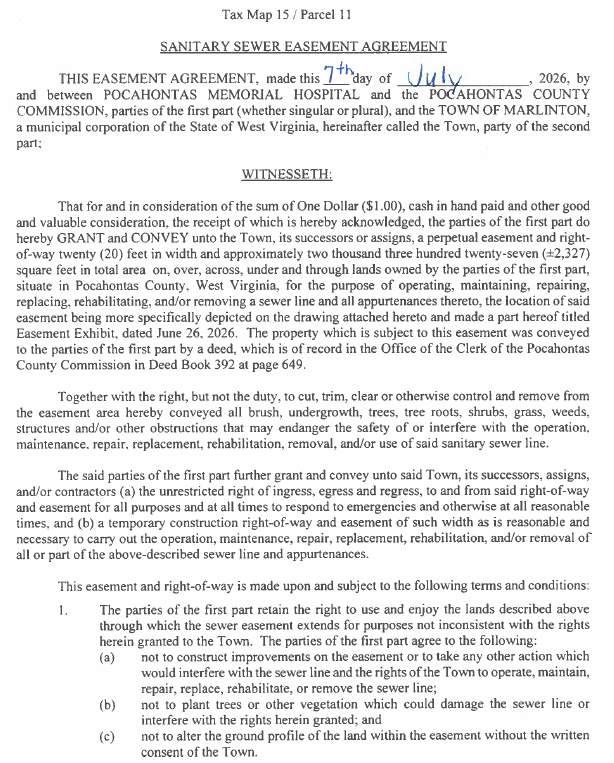 Tax Map 15 / Parcel 11
SANITARY SEWER EASEMENT AGREEMENT
THIS EASEMENT AGREEMENT, made this 7th day of July, 2026, by
and between POCAHONTAS MEMORIAL HOSPITAL and the POCAHONTAS COUNTY
COMMISSION, parties of the first part (whether singular or plural), and the TOWN OF MARLINTON,
a municipal corporation of the State of West Virginia, hereinafter called the Town, party of the second
part;
WITNESSETH:
That for and in consideration of the sum of One Dollar ($1.00), cash in hand paid and other good
and valuable consideration, the receipt of which is hereby acknowledged, the parties of the first part do
hereby GRANT and CONVEY unto the Town, its successors or assigns, a perpetual easement and right-
of-way twenty (20) feet in width and approximately two thousand three hundred twenty-seven (±2,327)
square feet in total area on, over, across, under and through lands owned by the parties of the first part,
situate in Pocahontas County, West Virginia, for the purpose of operating, maintaining, repairing,
replacing, rehabilitating, and/or removing a sewer line and all appurtenances thereto, the location of said
easement being more specifically depicted on the drawing attached hereto and made a part hereof titled
Easement Exhibit, dated June 26, 2026. The property which is subject to this easement was conveyed
to the parties of the first part by a deed, which is of record in the Office of the Clerk of the Pocahontas
County Commission in Deed Book 392 at page 649.
Together with the right, but not the duty, to cut, trim, clear or otherwise control and remove from
the easement area hereby conveyed all brush, undergrowth, trees, tree roots, shrubs, grass, weeds,
structures and/or other obstructions that may endanger the safety of or interfere with the operation,
maintenance, repair, replacement, rehabilitation, removal, and/or use of said sanitary sewer line.
The said parties of the first part further grant and convey unto said Town, its successors, assigns,
and/or contractors (a) the unrestricted right of ingress, egress and regress, to and from said right-of-way
and easement for all purposes and at all times to respond to emergencies and otherwise at all reasonable
times, and (b) a temporary construction right-of-way and easement of such width as is reasonable and
necessary to carry out the operation, maintenance, repair, replacement, rehabilitation, and/or removal of
all or part of the above-described sewer line and appurtenances.
This easement and right-of-way is made upon and subject to the following terms and conditions:
1. The parties of the first part retain the right to use and enjoy the lands described above
through which the sewer easement extends for purposes not inconsistent with the rights
herein granted to the Town. The parties of the first part agree to the following:
(a) not to construct improvements on the easement or to take any other action which
would interfere with the sewer line and the rights of the Town to operate, maintain,
repair, replace, rehabilitate, or remove the sewer line;
(b) not to plant trees or other vegetation which could damage the sewer line or
interfere with the rights herein granted; and
(c) not to alter the ground profile of the land within the easement without the written
consent of the Town.